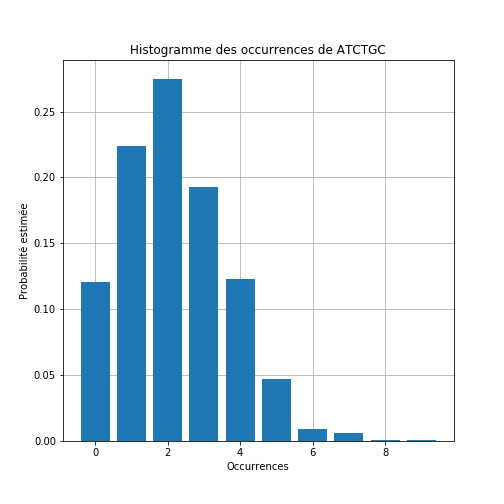 Histogramme des occurrences de ATCTGC
Probabilité estimée
0.25
0.20
0.15
0.10
0.05
0.00
0 2 4 6 8
Occurrences